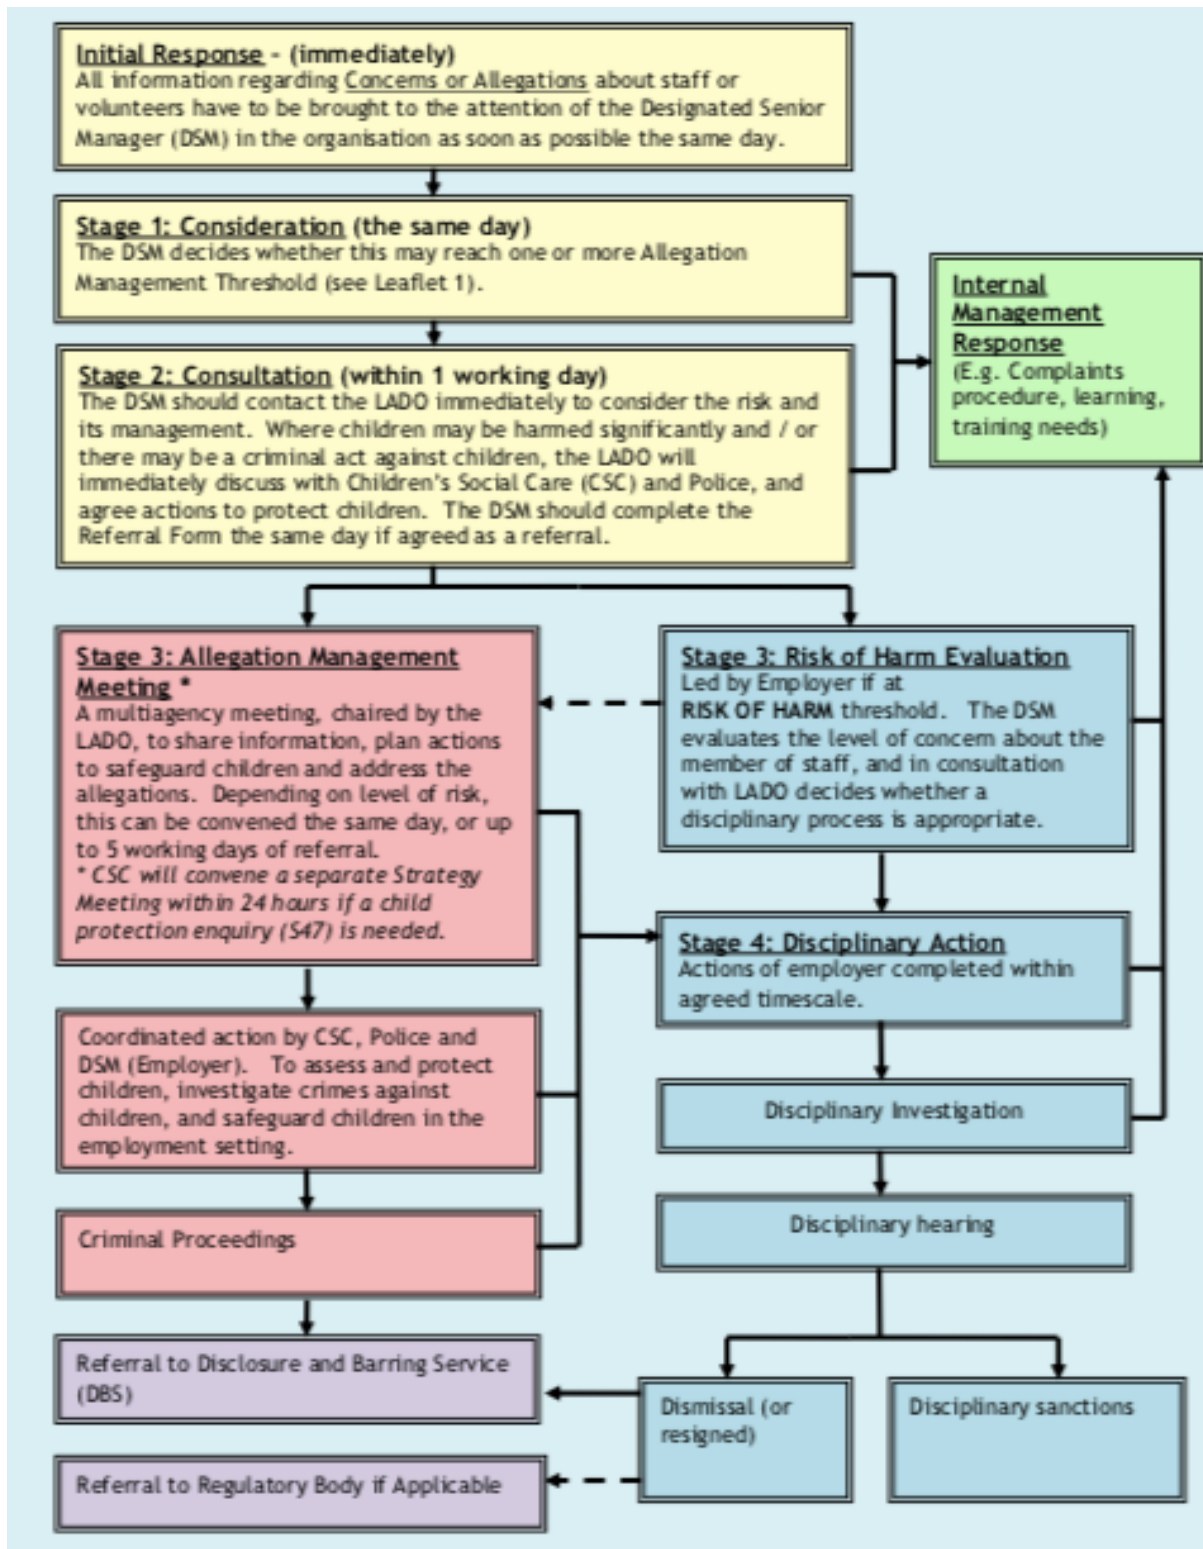 Initial Response - (immediately)
All information regarding Concerns or Allegations about staff or
volunteers have to be brought to the attention of the Designated Senior
Manager (DSM) in the organisation as soon as possible the same day.
Stage 1: Consideration (the same day)
The DSM decides whether this may reach one or more Allegation
Management Threshold (see Leaflet 1).
Internal
Management
Response
(E.g. Complaints
procedure, learning,
training needs)
Stage 2: Consultation (within 1 working day)
The DSM should contact the LADO immediately to consider the risk and
its management. Where children may be harmed significantly and / or
there may be a criminal act against children, the LADO will
immediately discuss with Children's Social Care (CSC) and Police, and
agree actions to protect children. The DSM should complete the
Referral Form the same day if agreed as a referral.
Stage 3: Allegation Management
Meeting *
A multiagency meeting, chaired by the
LADO, to share information, plan actions
to safeguard children and address the
allegations. Depending on level of risk,
this can be convened the same day, or up
to 5 working days of referral.
* CSC will convene a separate Strategy
Meeting within 24 hours if a child
protection enquiry (S47) is needed.
Stage 3: Risk of Harm Evaluation
Led by Employer if at
RISK OF HARM threshold. The DSM
evaluates the level of concern about the
member of staff, and in consultation
with LADO decides whether a
disciplinary process is appropriate.
Stage 4: Disciplinary Action
Actions of employer completed within
agreed timescale.
Coordinated action by CSC, Police and
DSM (Employer). To assess and protect
children, investigate crimes against
children, and safeguard children in the
employment setting.
Disciplinary Investigation
Criminal Proceedings
Disciplinary hearing
Referral to Disclosure and Barring Service
(DBS)
Dismissal (or
resigned)
Disciplinary sanctions
Referral to Regulatory Body if Applicable